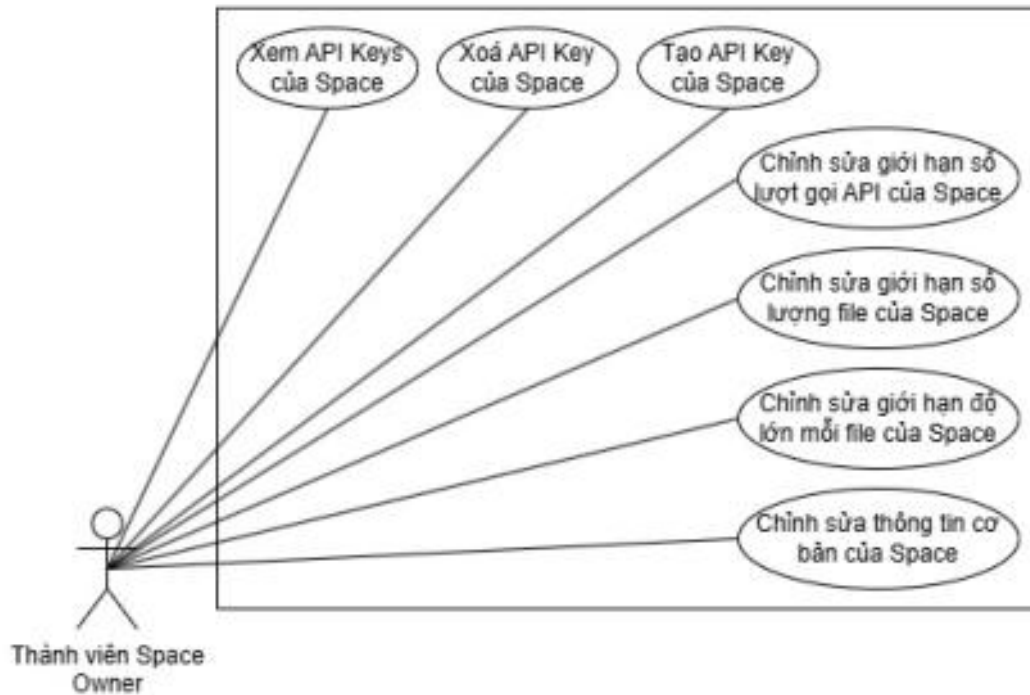 Xem API Keys
của Space
Xoá API Key
của Space
Tạo API Key
của Space
Chỉnh sửa giới hạn số
lượt gọi API của Space
Chỉnh sửa giới hạn số
lượng file của Space
Chỉnh sửa giới hạn độ
lớn mỗi file của Space
Chỉnh sửa thông tin cơ
bản của Space
Thành viên Space
Owner